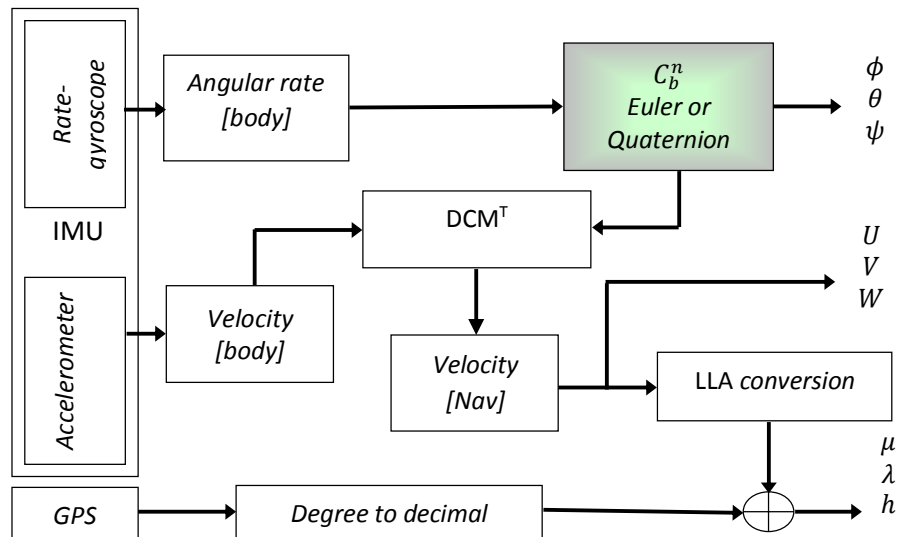 Rate-
gyroscope
IMU
Accelerometer
GPS
Angular rate
[body]
C_b^n
Euler or
Quaternion
ϕ
θ
ψ
DCM^T
Velocity
[body]
Velocity
[Nav]
U
V
W
LLA conversion
μ
λ
h
Degree to decimal